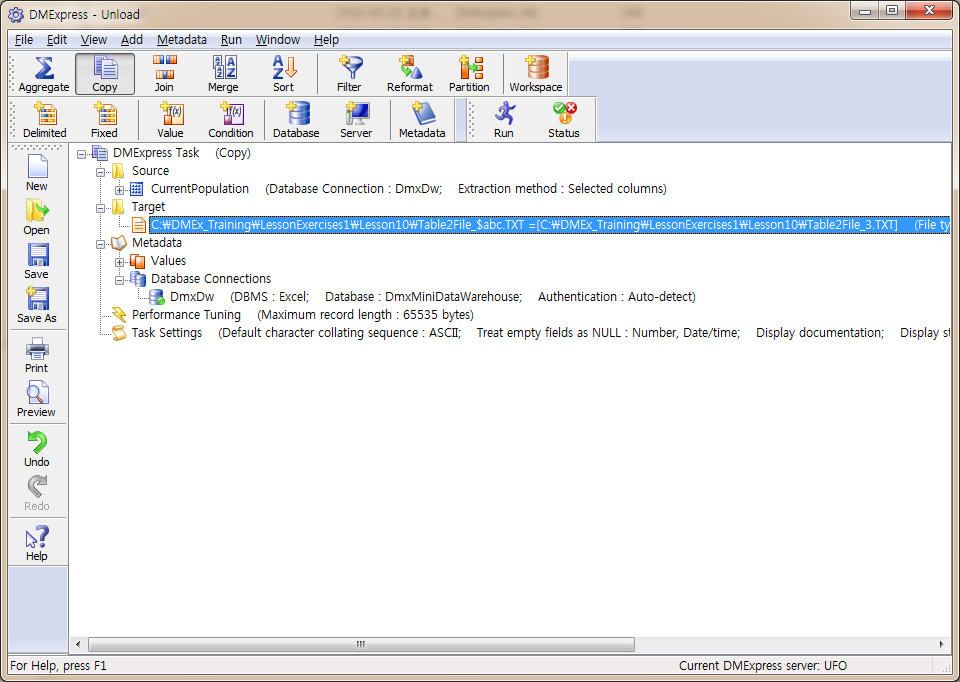 DMExpress - Unload
File Edit View Add Metadata Run Window Help
Aggregate Copy Join Merge Sort Filter Reformat Partition Workspace
Delimited Fixed Value Condition Database Server Metadata Run Status
New
Open
Save
Save As
Print
Preview
Undo
Redo
Help
DMExpress Task (Copy)
Source
CurrentPopulation (Database Connection : DmxDw; Extraction method : Selected columns)
Target
C:₩DMEx_Training₩LessonExercises1₩Lesson10₩Table2File_$abc.TXT =[C:₩DMEx_Training₩LessonExercises1₩Lesson10₩Table2File_3.TXT] (File ty
Metadata
Values
Database Connections
DmxDw (DBMS : Excel; Database : DmxMiniDataWarehouse; Authentication : Auto-detect)
Performance Tuning (Maximum record length : 65535 bytes)
Task Settings (Default character collating sequence : ASCII; Treat empty fields as NULL : Number, Date/time; Display documentation; Display st
For Help, press F1 Current DMExpress server: UFO